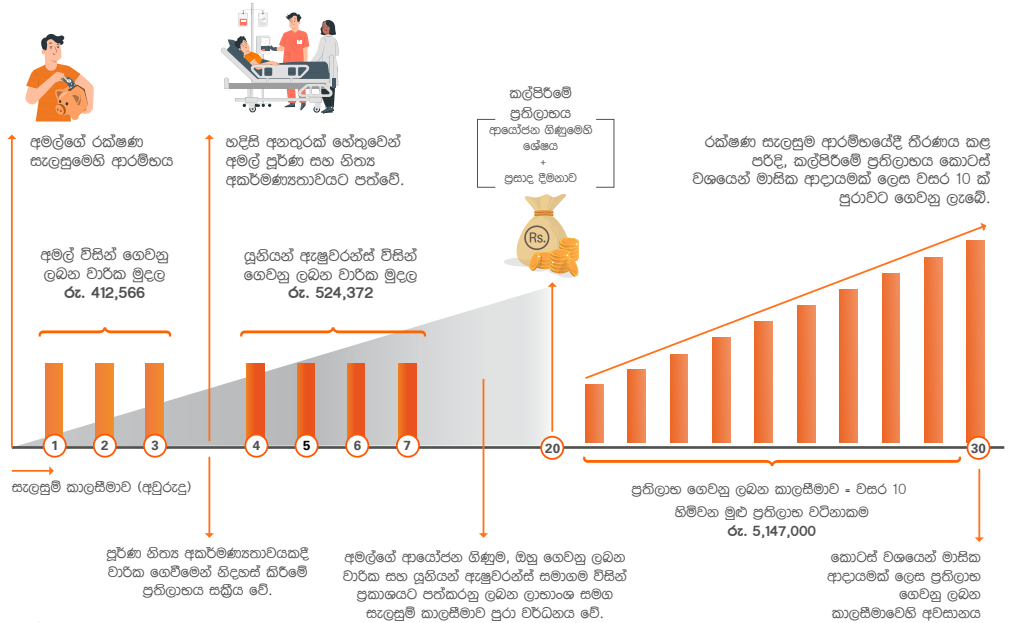 අමල්ගේ රක්ෂණ
සැලසුමෙහි ආරම්භය
හදිසි අනතුරක් හේතුවෙන්
අමල් පූර්ණ සහ නිත්‍ය
අකර්මණ්‍යතාවයට පත්වේ.
කල්පිරීමේ
ප්‍රතිලාභය
ආයෝජන ගිණුමෙහි
ශේෂය
+
ප්‍රසාද දීමනාව
Rs.
රක්ෂණ සැලසුම ආරම්භයේදී තීරණය කළ
පරිදි, කල්පිරීමේ ප්‍රතිලාභය කොටස්
වශයෙන් මාසික ආදායමක් ලෙස වසර 10 ක්
පුරාවට ගෙවනු ලැබේ.
අමල් විසින් ගෙවනු
ලබන වාරික මුදල
රු. 412,566
යූනියන් ඇෂුවරන්ස් විසින්
ගෙවනු ලබන වාරික මුදල
රු. 524,372
1
2
3
4
5
6
7
20
30
සැලසුම් කාලසීමාව (අවුරුදු)
ප්‍රතිලාභ ගෙවනු ලබන කාලසීමාව = වසර 10
හිමිවන මුළු ප්‍රතිලාභ වටිනාකම
රු. 5,147,000
පූර්ණ නිත්‍ය අකර්මණ්‍යතාවයකදී
වාරික ගෙවීමෙන් නිදහස් කිරීමේ
ප්‍රතිලාභය සක්‍රීය වේ.
අමල්ගේ ආයෝජන ගිණුම, ඔහු ගෙවනු ලබන
වාරික සහ යූනියන් ඇෂුවරන්ස් සමාගම විසින්
ප්‍රකාශයට පත්කරනු ලබන ලාභාංශ සමග
සැලසුම් කාලසීමාව පුරා වර්ධනය වේ.
කොටස් වශයෙන් මාසික
ආදායමක් ලෙස ප්‍රතිලාභ
ගෙවනු ලබන
කාලසීමාවෙහි අවසානය